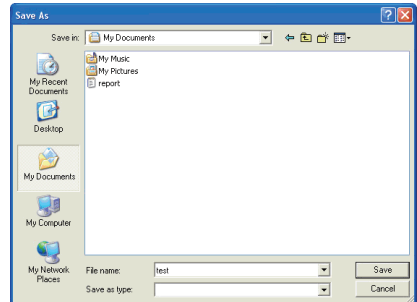 Save As
Save in: My Documents
My Recent
Documents
Desktop
My Documents
My Computer
My Network
Places
My Music
My Pictures
report
File name: test Save
Save as type: Cancel